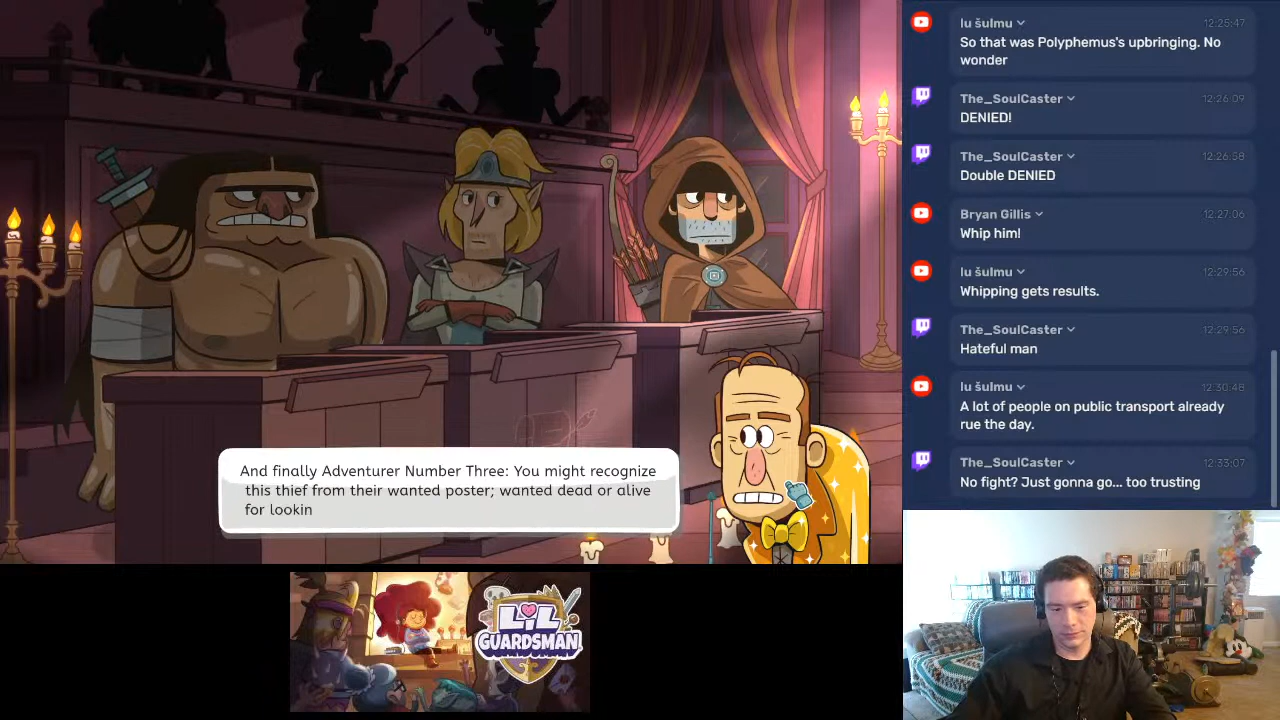 lu šulmu
12:25:47
So that was Polyphemus's upbringing. No
wonder
The_SoulCaster
12:26:09
DENIED!
The_SoulCaster
12:26:58
Double DENIED
Bryan Gillis
12:27:06
Whip him!
lu šulmu
12:29:56
Whipping gets results.
The_SoulCaster
12:29:56
Hateful man
lu šulmu
12:30:48
A lot of people on public transport already
rue the day.
The_SoulCaster
12:33:07
No fight? Just gonna go... too trusting
And finally Adventurer Number Three: You might recognize
this thief from their wanted poster; wanted dead or alive
for lookin
LiL
GUARDSMAN